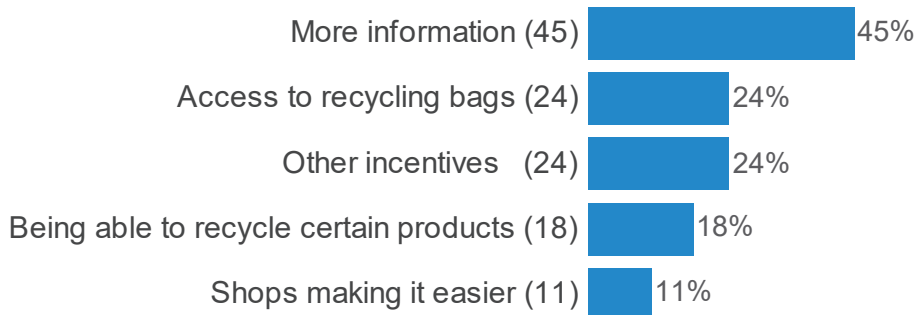 More information (45) 45%
Access to recycling bags (24) 24%
Other incentives (24) 24%
Being able to recycle certain products (18) 18%
Shops making it easier (11) 11%